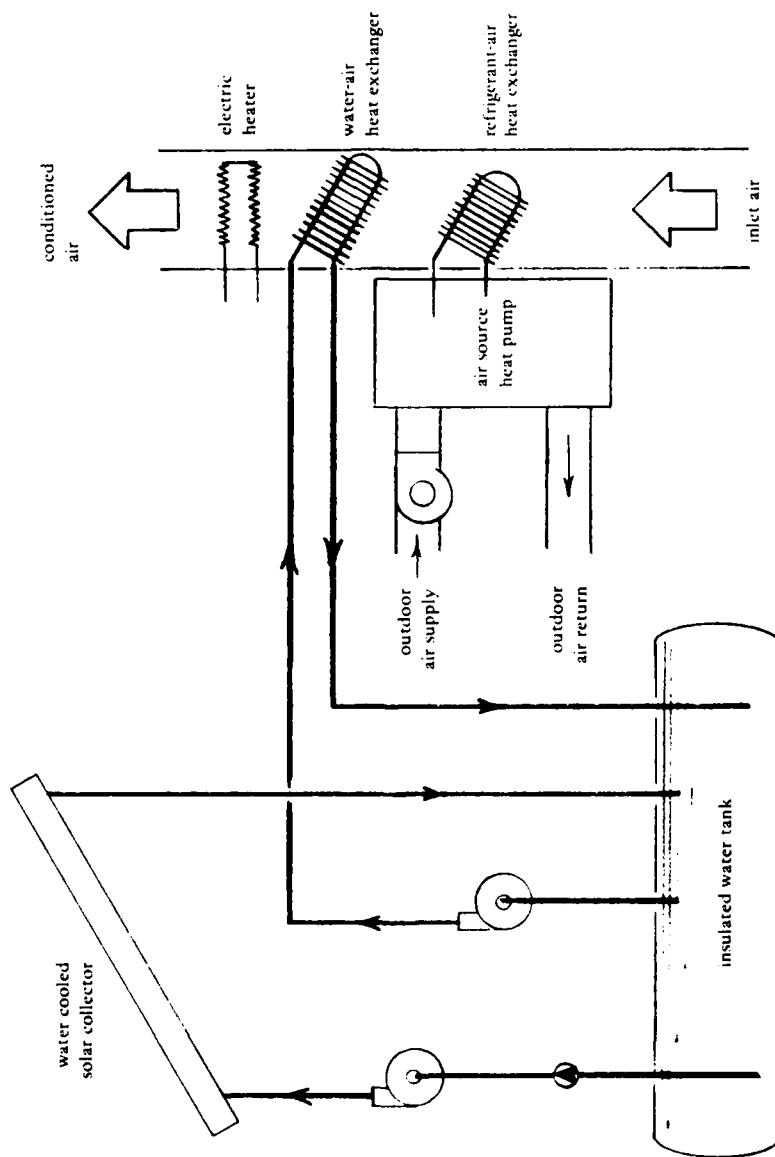 conditioned
air
electric
heater
water-air
heat exchanger
refrigerant-air
heat exchanger
inlet air
air source
heat pump
outdoor
air supply
outdoor
air return
water cooled
solar collector
insulated water tank